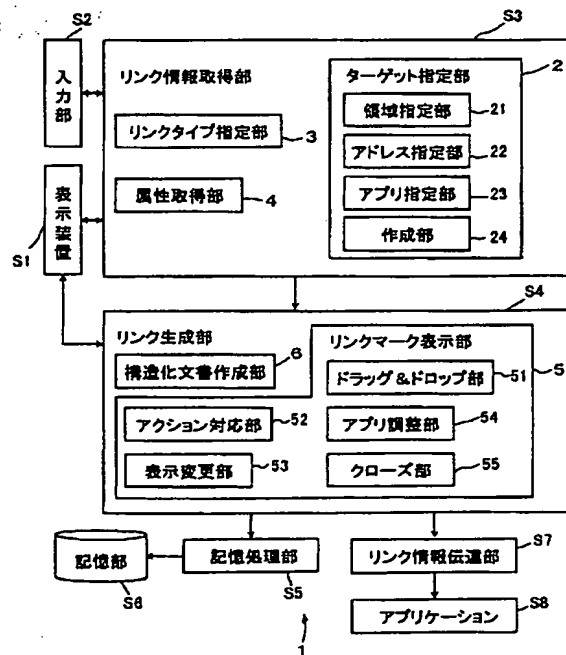 S2
S3
入力部
リンク情報取得部
リンクタイプ指定部
3
属性取得部
4
ターゲット指定部
2
領域指定部
21
アドレス指定部
22
アプリ指定部
23
作成部
24
表示装置
S1
S4
リンク生成部
構造化文書作成部
6
リンクマーク表示部
5
ドラッグ&ドロップ部
51
アクション対応部
52
アプリ調整部
54
表示変更部
53
クローズ部
55
記憶部
S6
記憶処理部
S5
リンク情報伝達部
S7
アプリケーション
S8
1